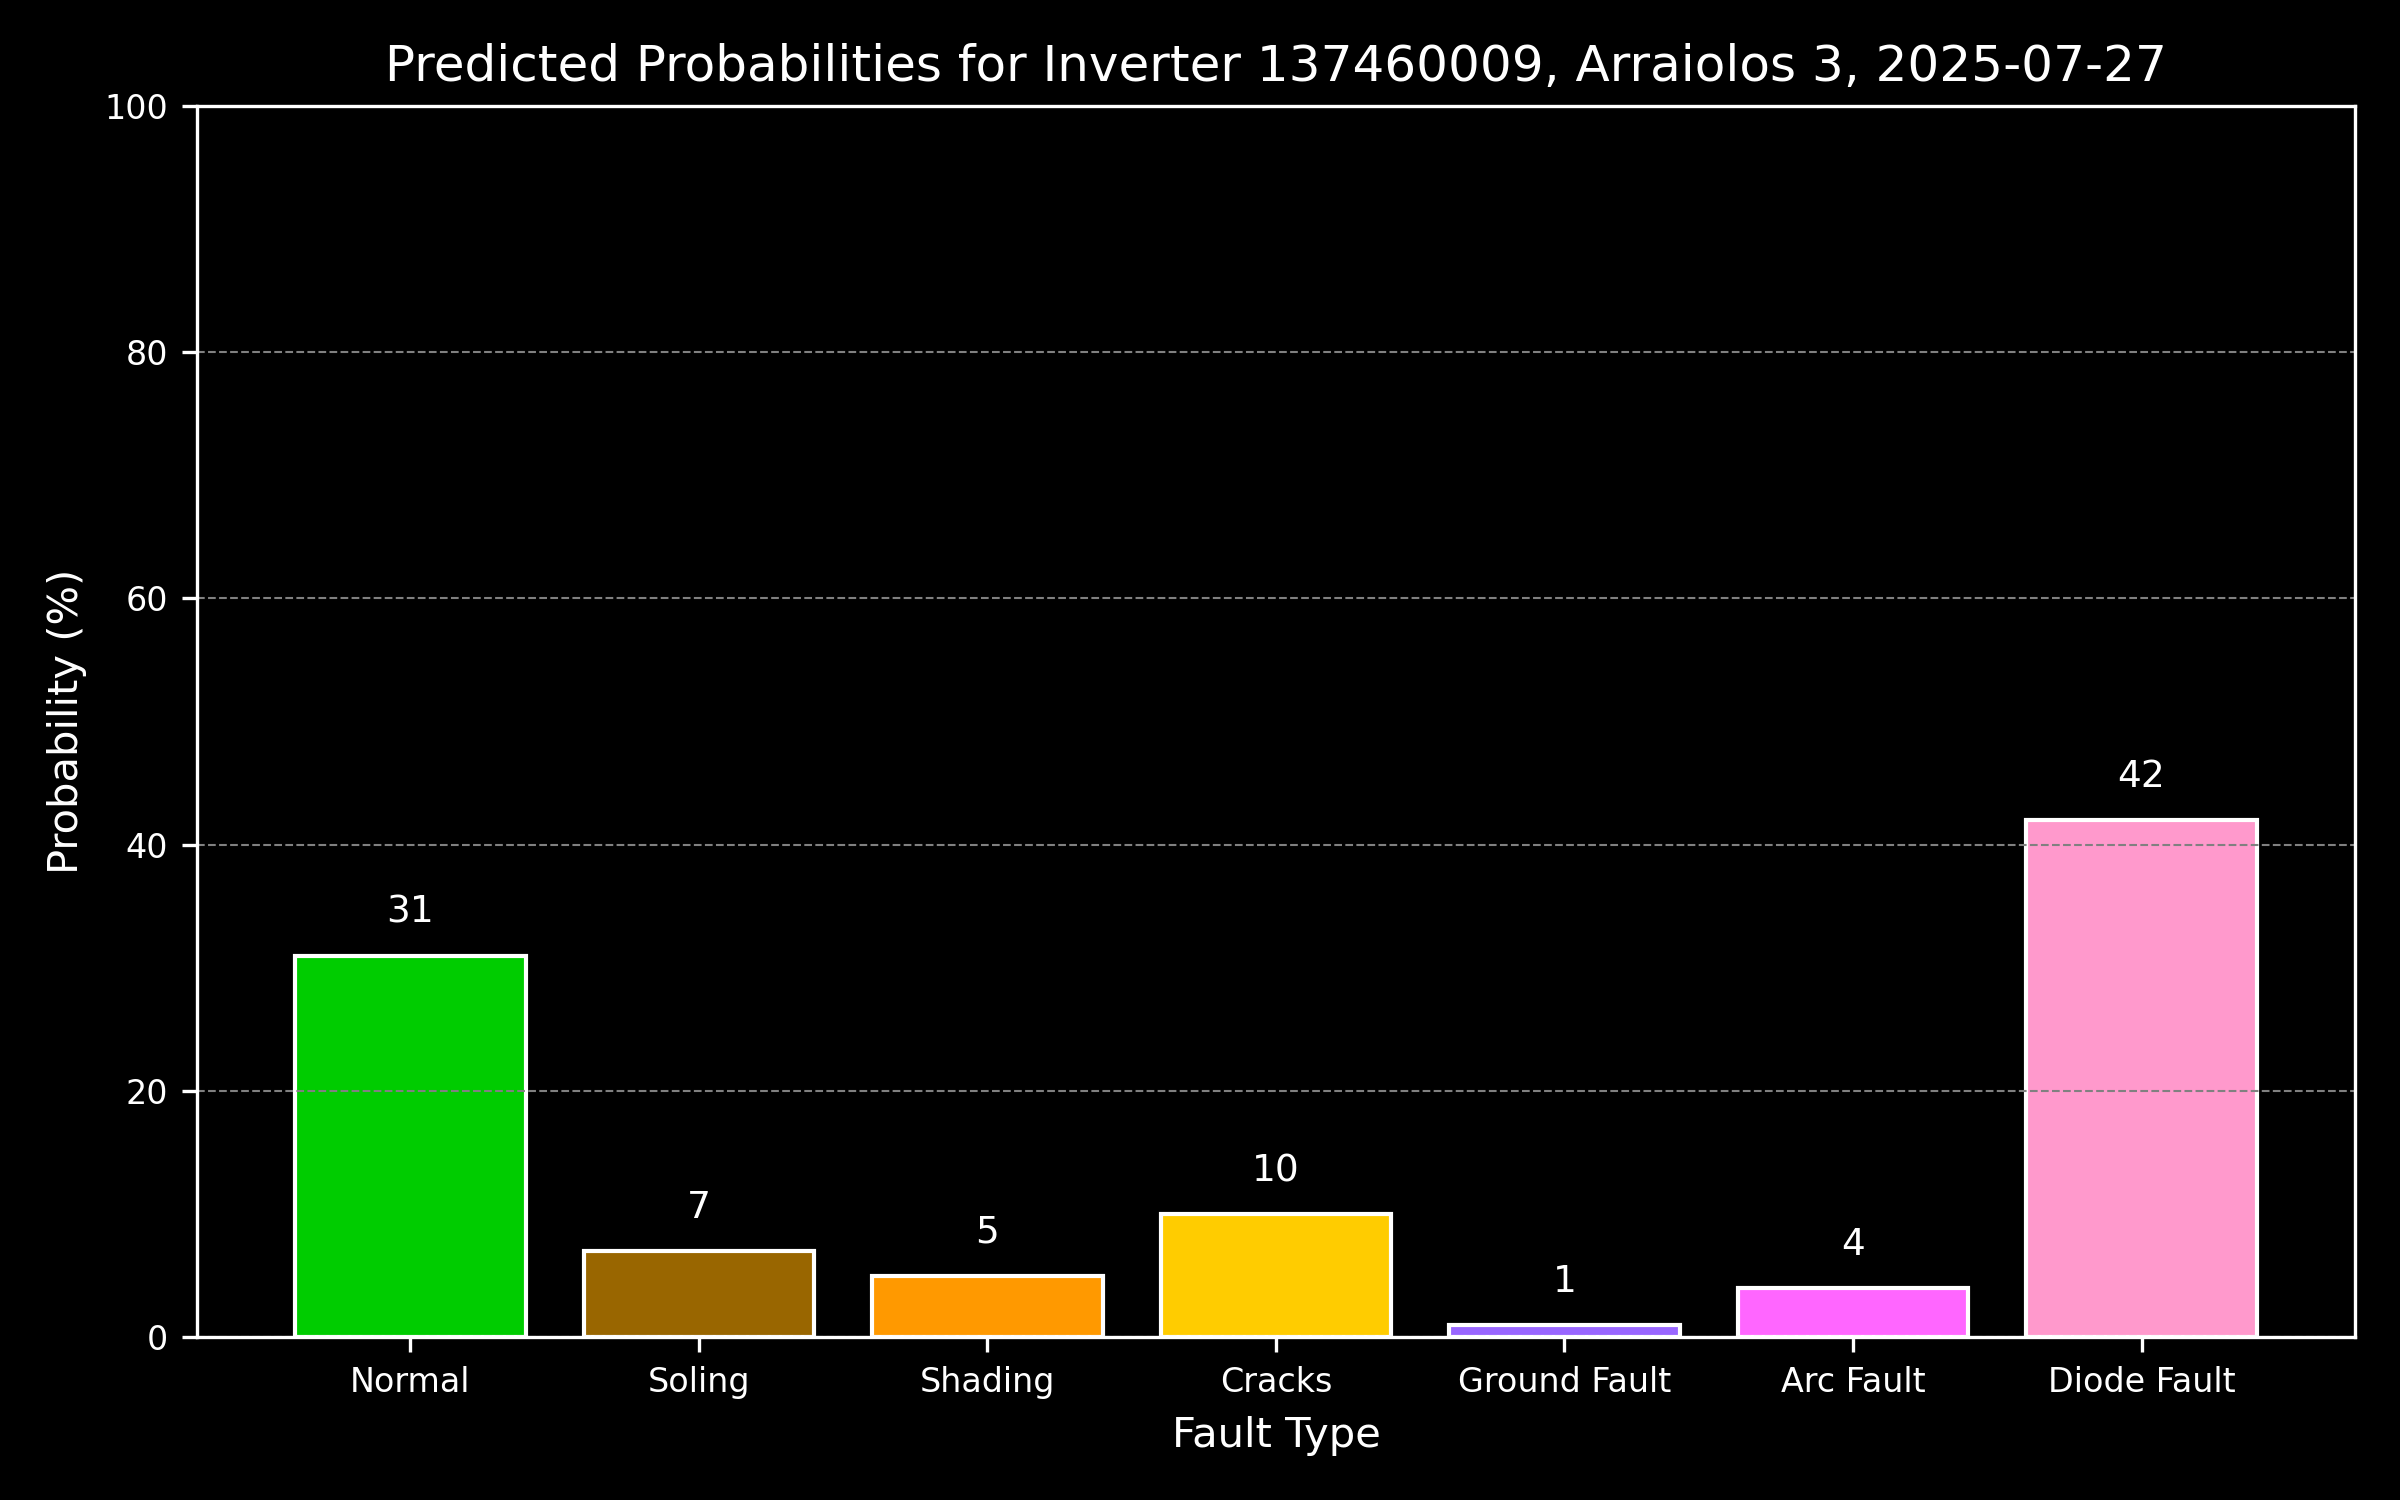 Predicted Probabilities for Inverter 137460009, Arraiolos 3, 2025-07-27
100
80
60
40
20
0
Probability (%)
31
7
5
10
1
4
42
Normal
Soling
Shading
Cracks
Ground Fault
Arc Fault
Diode Fault
Fault Type